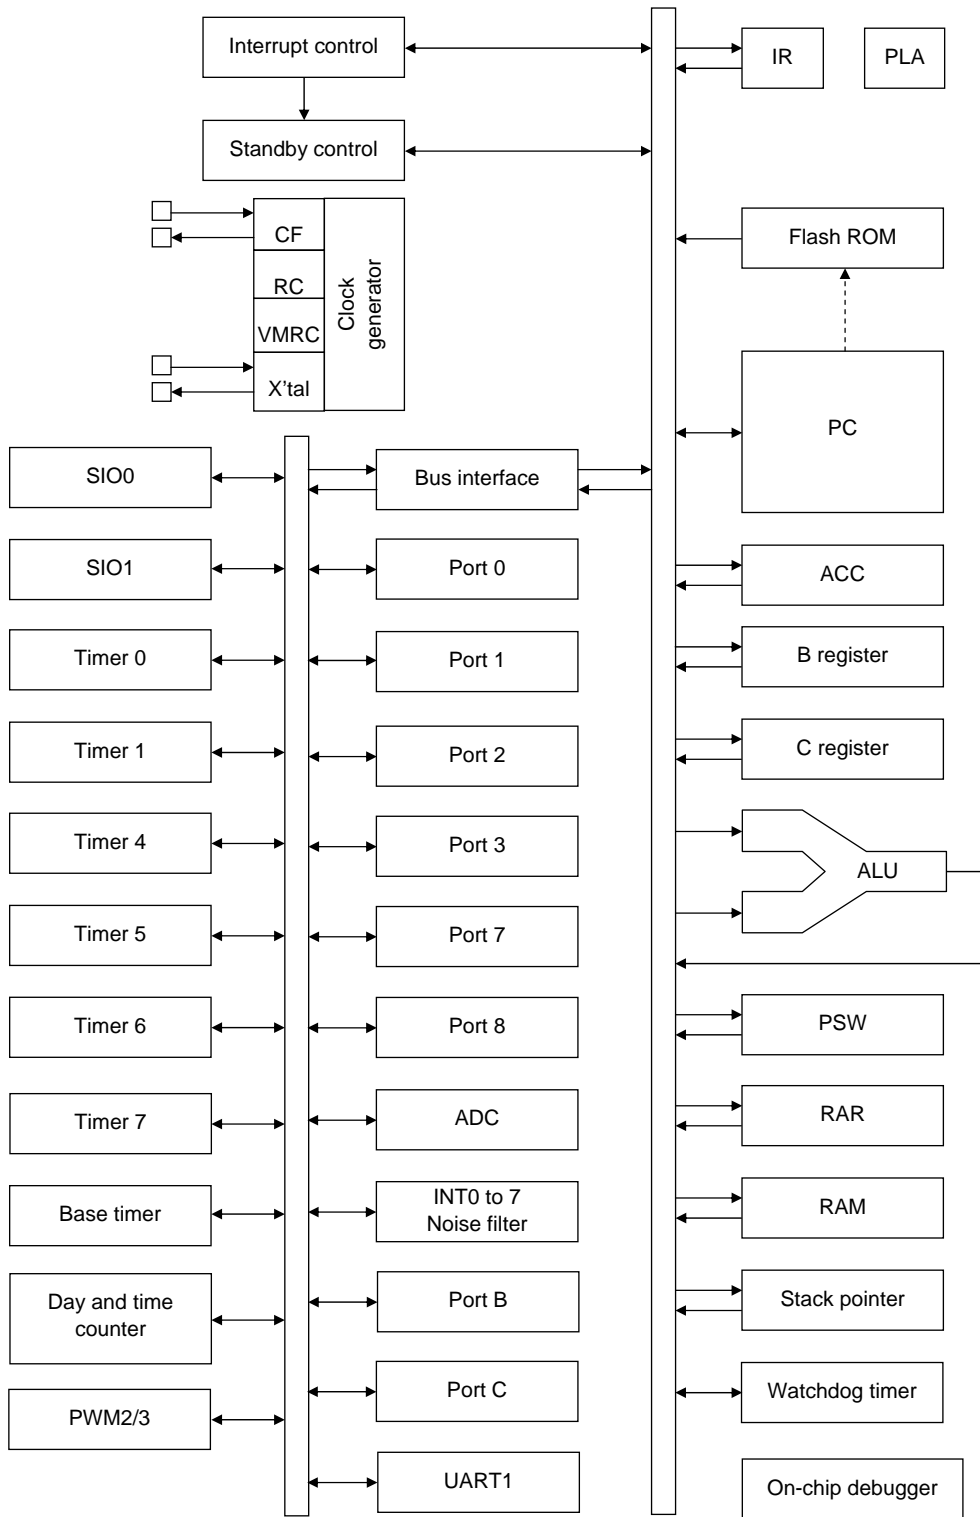 Interrupt control
IR
PLA
Standby control
CF
RC
VMRC
X'tal
Clock
generator
Flash ROM
PC
SIO0
Bus interface
SIO1
Port 0
ACC
Timer 0
Port 1
B register
Timer 1
Port 2
C register
Timer 4
Port 3
ALU
Timer 5
Port 7
Timer 6
Port 8
PSW
Timer 7
ADC
RAR
Base timer
INT0 to 7
Noise filter
RAM
Day and time
counter
Port B
Stack pointer
PWM2/3
Port C
Watchdog timer
UART1
On-chip debugger